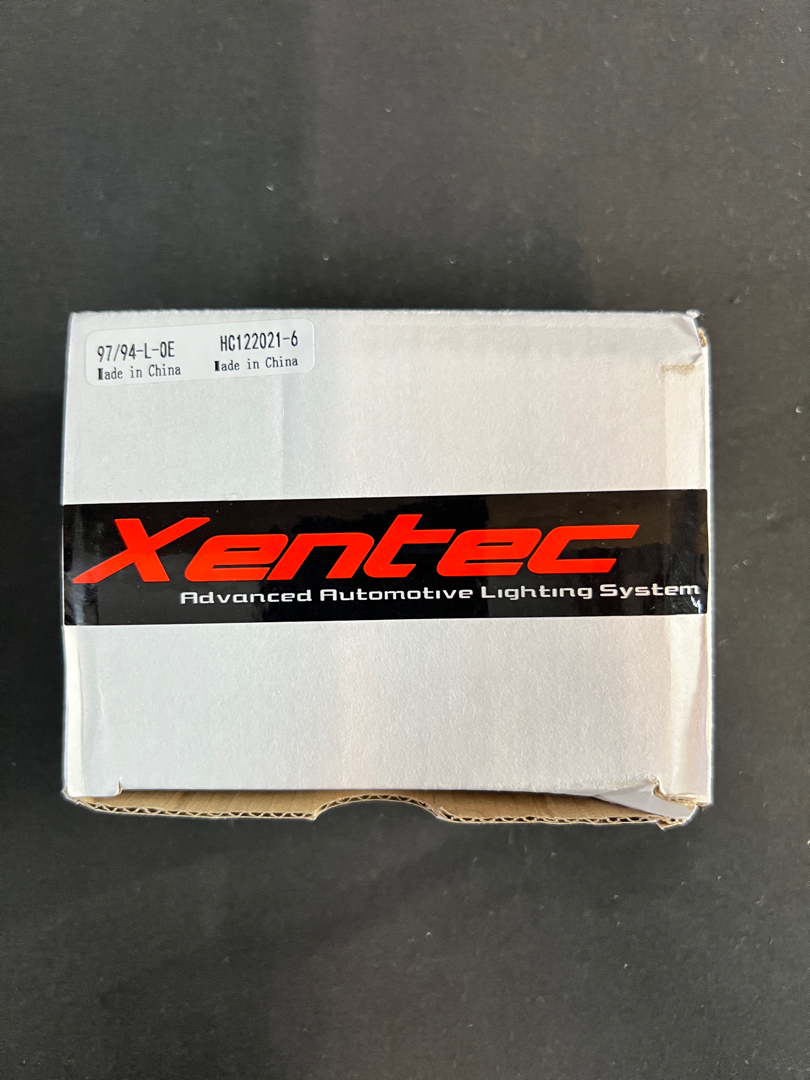 97/94-L-OE HC122021-6
Made in China Made in China
Xentec
Advanced Automotive Lighting System